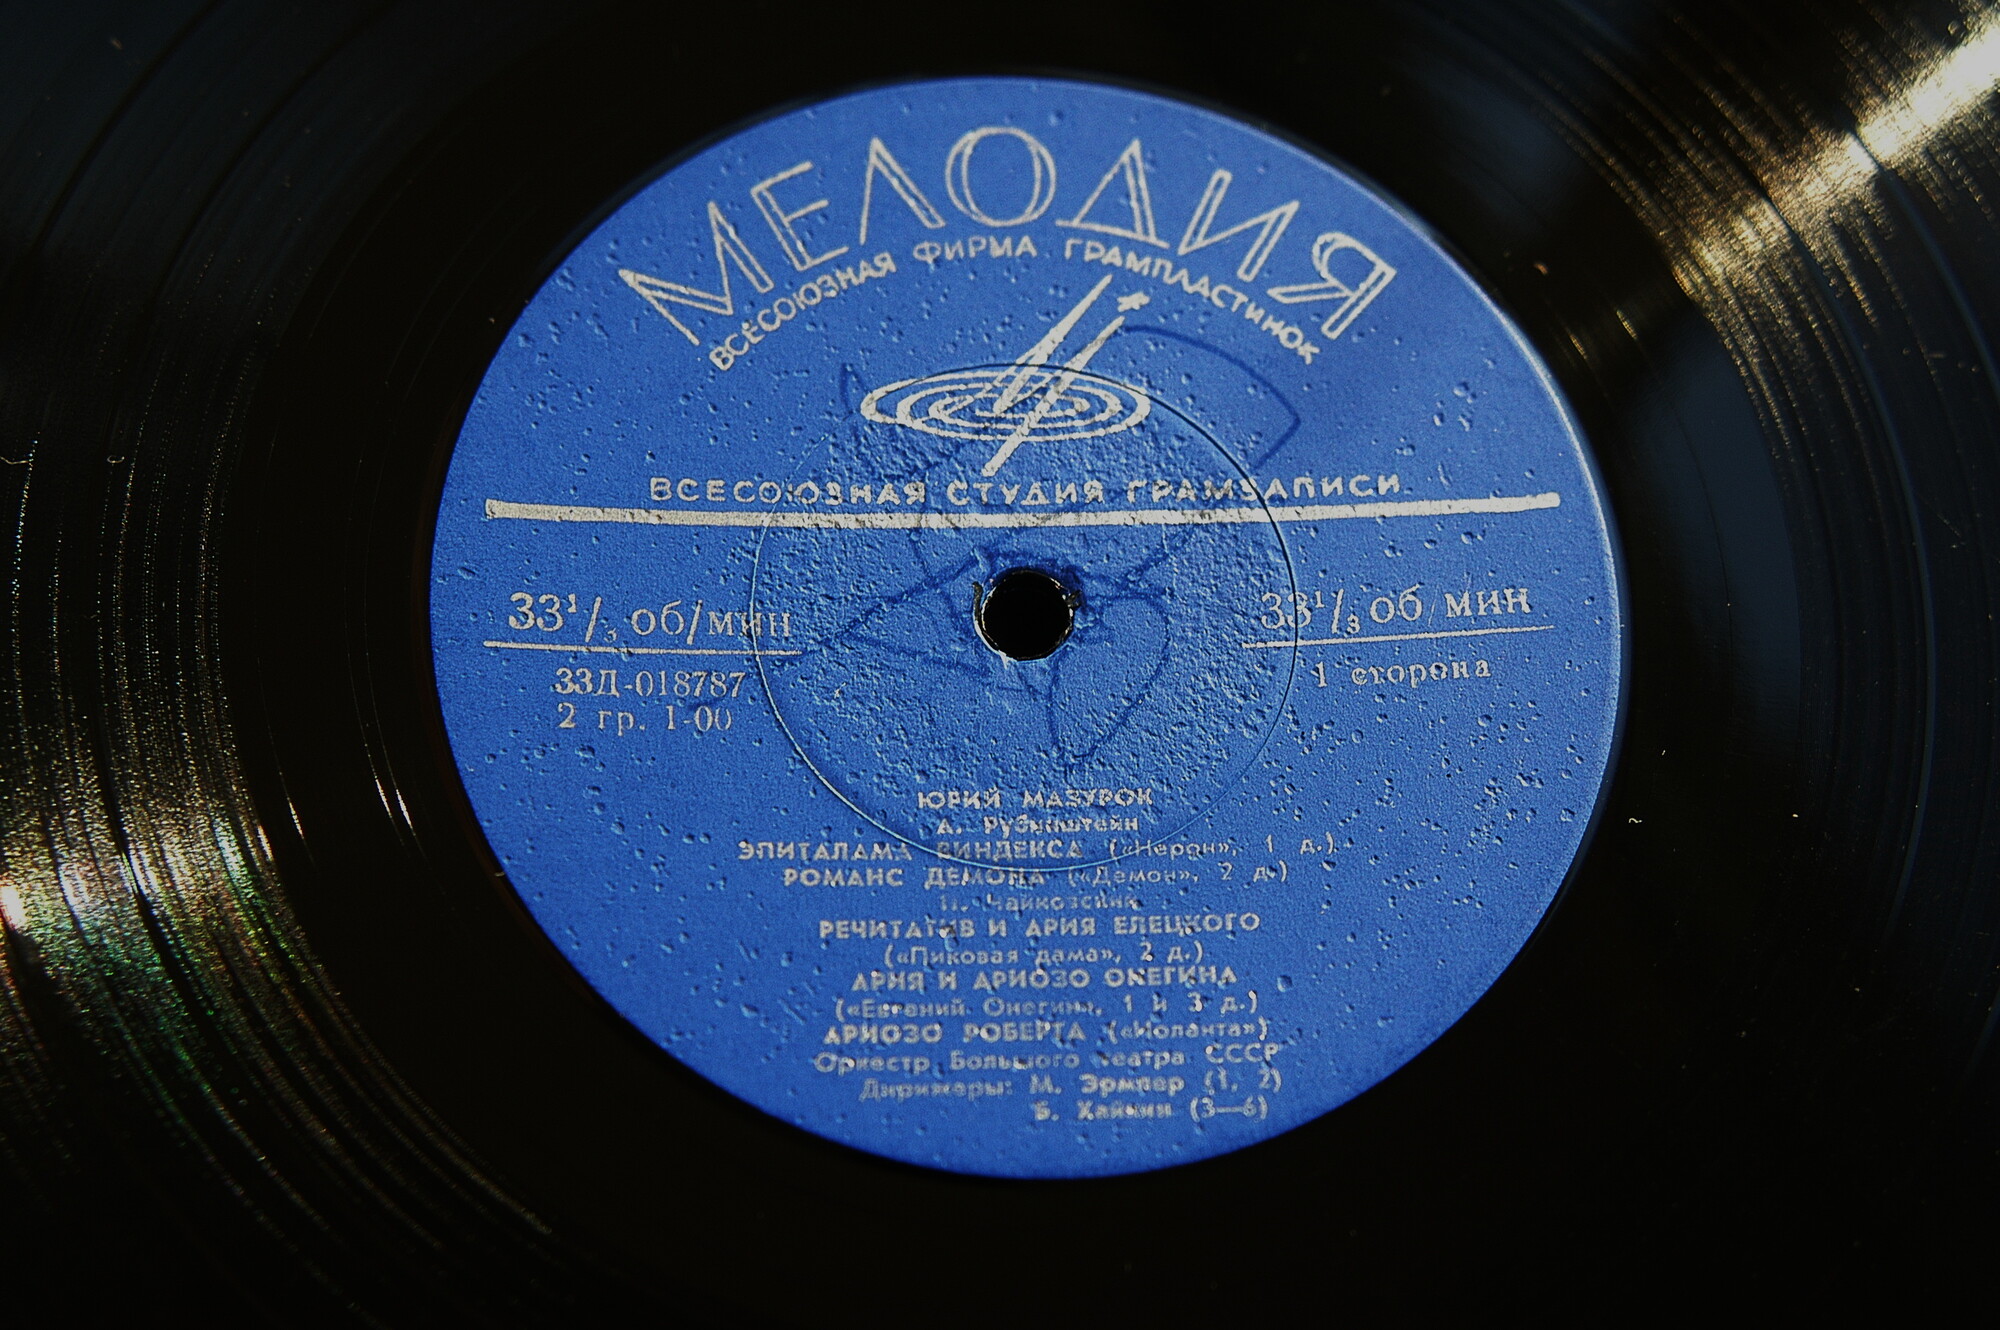 МЕЛОДИЯ
ВСЕСОЮЗНАЯ ФИРМА ГРАМПЛАСТИНОК
ВСЕСОЮЗНАЯ СТУДИЯ ГРАМЗАПИСИ
33¹/₃ об/мин
33¹/₃ об/мин
33Д-018787
1 сторона
2 гр. 1-00
ЮРИЙ МАЗУРОК
А. Рубинштейн
ЭПИТАЛАМА ВИНДЕКСА («Нерон», 1 д.)
РОМАНС ДЕМОНА («Демон», 2 д.)
П. Чайковский
РЕЧИТАТИВ И АРИЯ ЕЛЕЦКОГО
(«Пиковая дама», 2 д.)
АРИЯ И АРИОЗО ОНЕГИНА
(«Евгений Онегин», 1 и 3 д.)
АРИОЗО РОБЕРТА («Иоланта»)
Оркестр Большого театра СССР
Дирижеры: М. Эрмлер (1, 2)
Б. Хайкин (3—6)